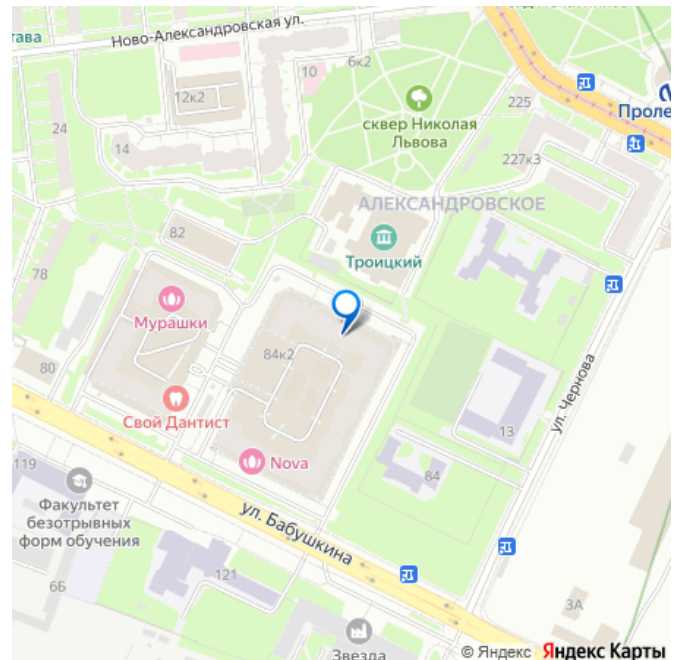 Ново-Александровская ул.
6к2
10
12к2
24
14
сквер Николая
Львова
225
227к3
АЛЕКСАНДРОВСКОЕ
Троицкий
82
78
Мурашки
80
84к2
Свой Дантист
Nova
ул. Чернова
13
84
119
Факультет
безотрывных
форм обучения
ул. Бабушкина
6Б
121
3А
Звезда
© Яндекс Яндекс Карты